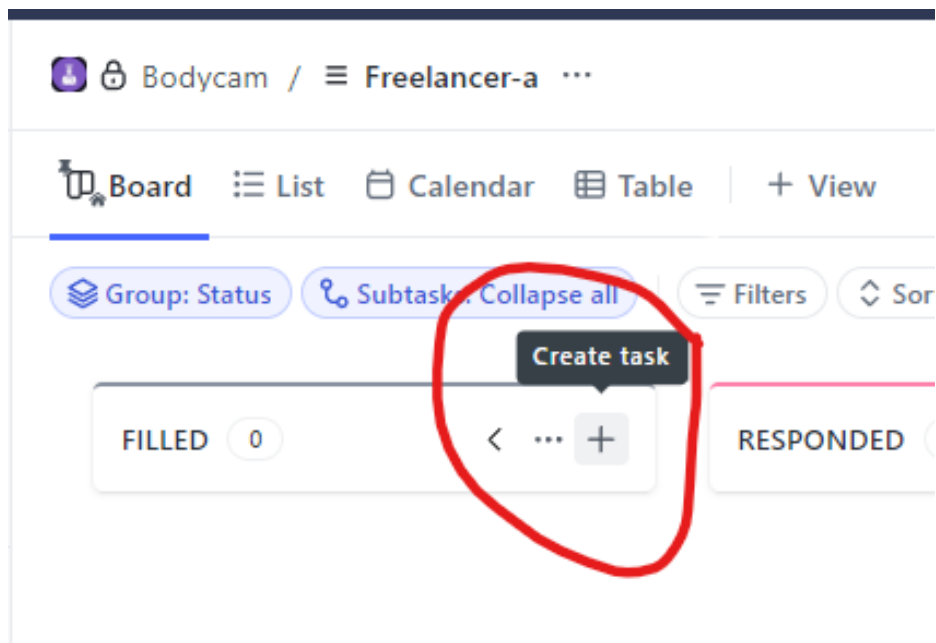 Bodycam / Freelancer-a ...
Board List Calendar Table + View
Group: Status Subtasks: Collapse all Filters Sor
Create task
FILLED 0 RESPONDED